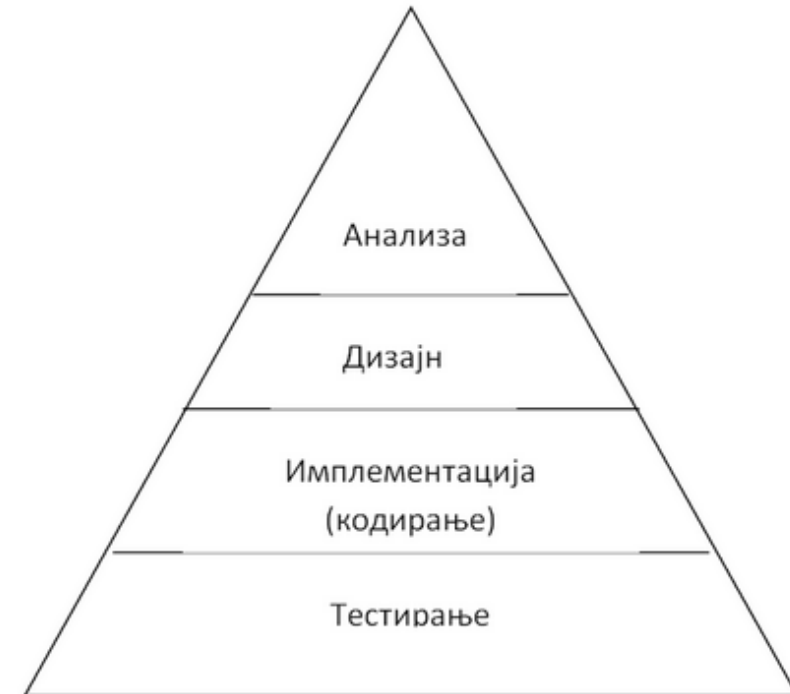 Анализа
Дизајн
Имплементација
(кодирање)
Тестирање